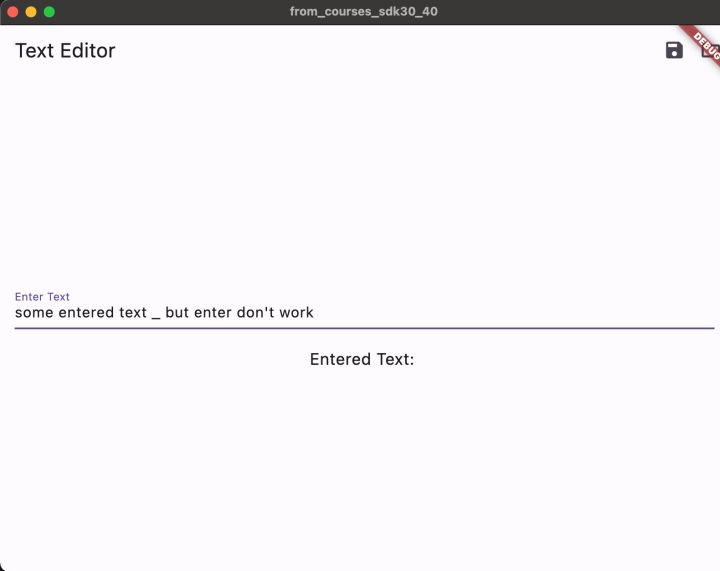 from_courses_sdk30_40
Text Editor
DEBUG
Enter Text
some entered text _ but enter don't work
Entered Text: